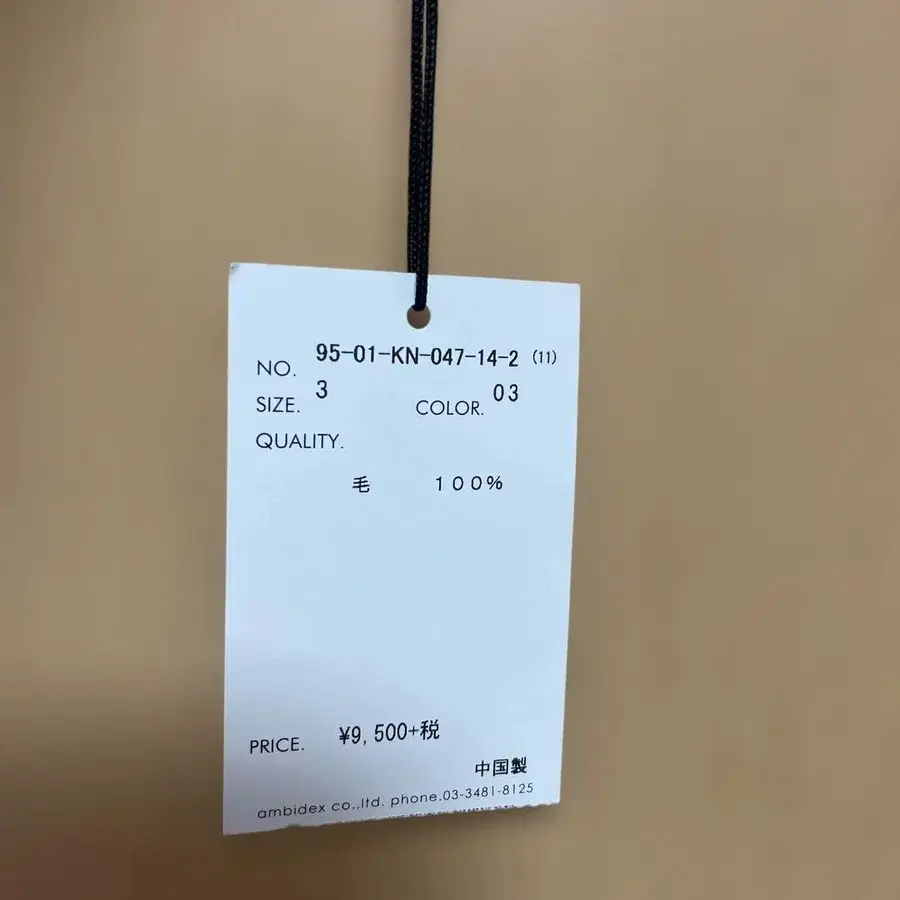 NO. 95-01-KN-047-14-2 (11)
SIZE. 3 COLOR. 03
QUALITY.
毛 100%
PRICE. ¥9,500+税
中国製
ambidex co.,ltd. phone.03-3481-8125